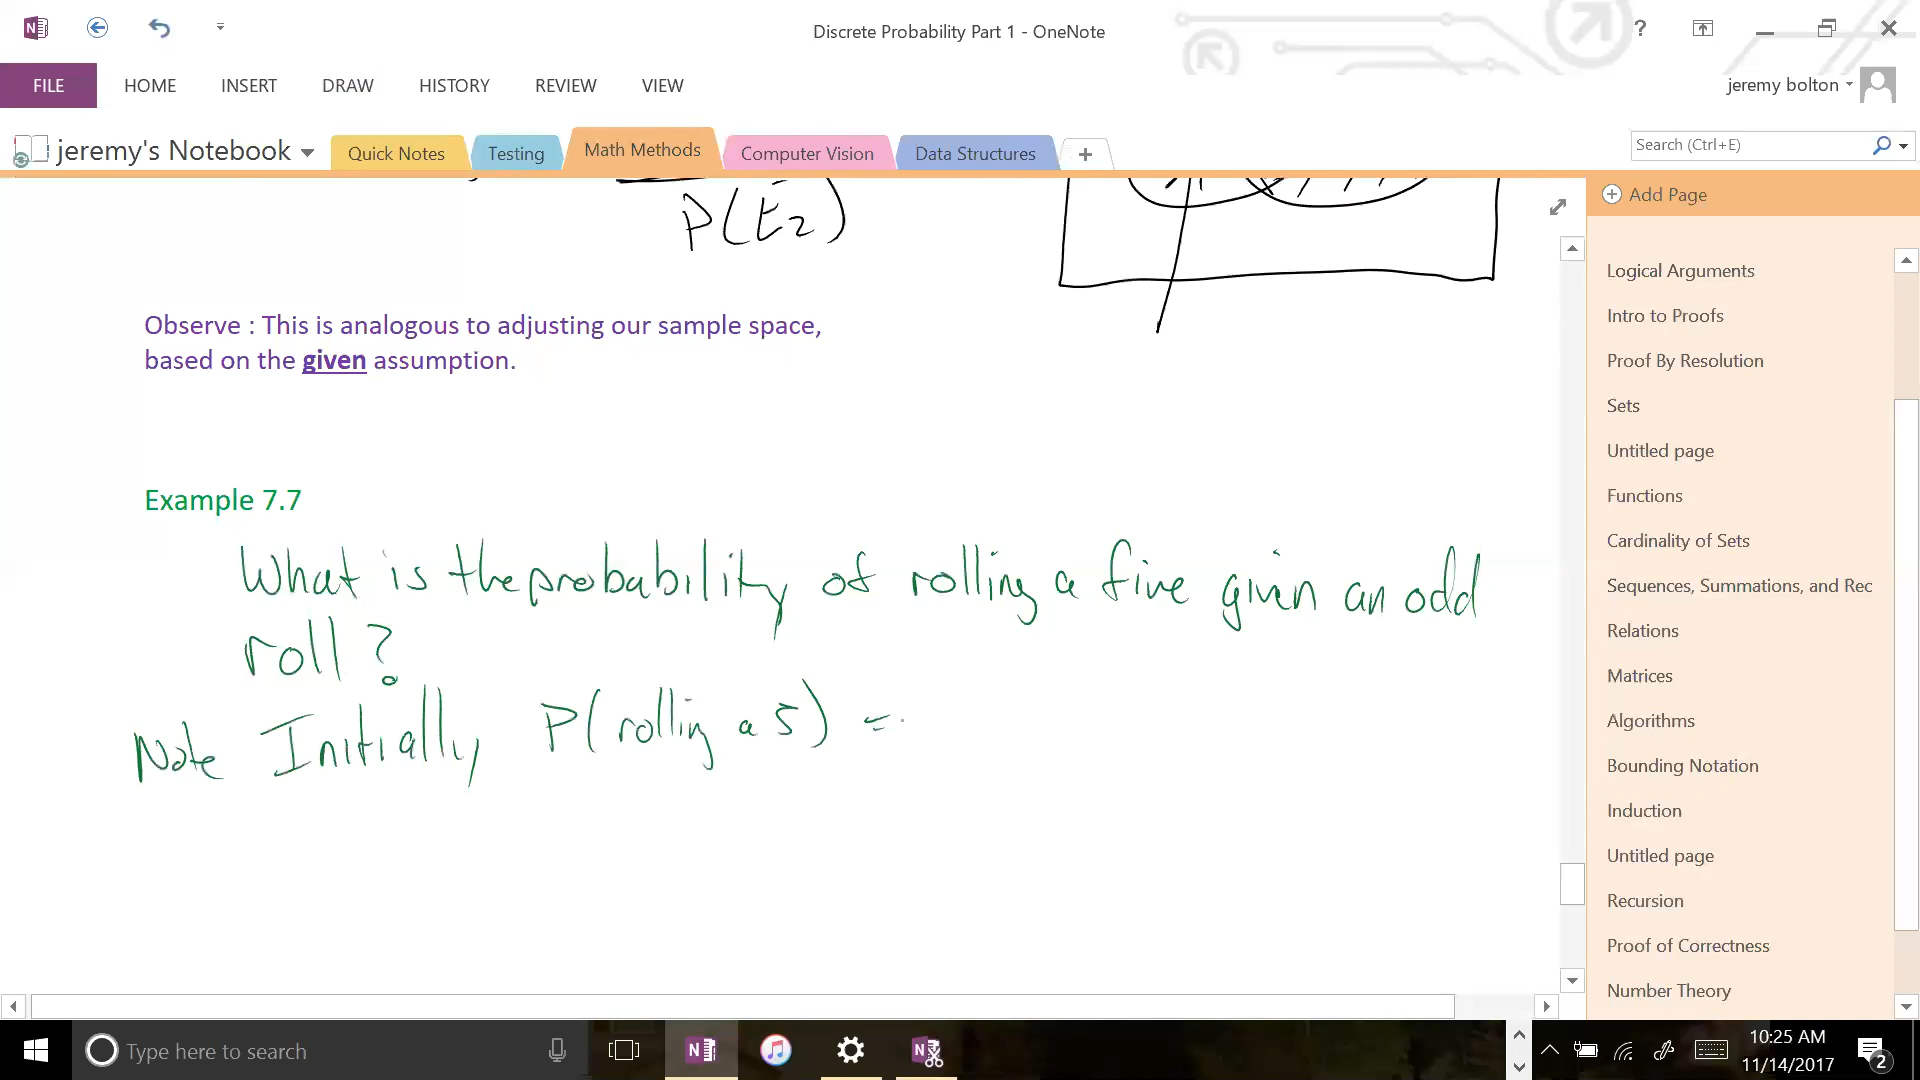 Discrete Probability Part 1 - OneNote
?
FILE HOME INSERT DRAW HISTORY REVIEW VIEW
jeremy bolton
jeremy's Notebook Quick Notes Testing Math Methods Computer Vision Data Structures +
Search (Ctrl+E)
Add Page
P(E2)
Observe : This is analogous to adjusting our sample space,
based on the given assumption.
Example 7.7
What is the probability of rolling a five given an odd
roll?
Note Initially P(rolling a 5) =
Logical Arguments
Intro to Proofs
Proof By Resolution
Sets
Untitled page
Functions
Cardinality of Sets
Sequences, Summations, and Rec
Relations
Matrices
Algorithms
Bounding Notation
Induction
Untitled page
Recursion
Proof of Correctness
Number Theory
Type here to search
10:25 AM
11/14/2017
2